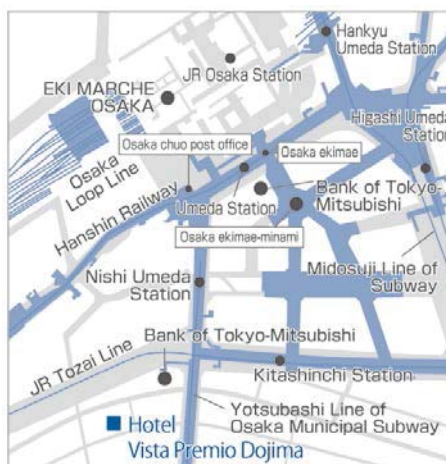 Hankyu
Umeda Station
JR Osaka Station
EKI MARCHE
OSAKA
Higashi Umeda
Station
Osaka chuo post office
Osaka ekimae
Osaka
Loop Line
Hanshin Railway
Umeda Station
Bank of Tokyo-
Mitsubishi
Osaka ekimae-minami
Midosuji Line of
Subway
Nishi Umeda
Station
Bank of Tokyo-Mitsubishi
JR Tozai Line
Kitashinchi Station
Yotsubashi Line of
Osaka Municipal Subway
Hotel
Vista Premio Dojima